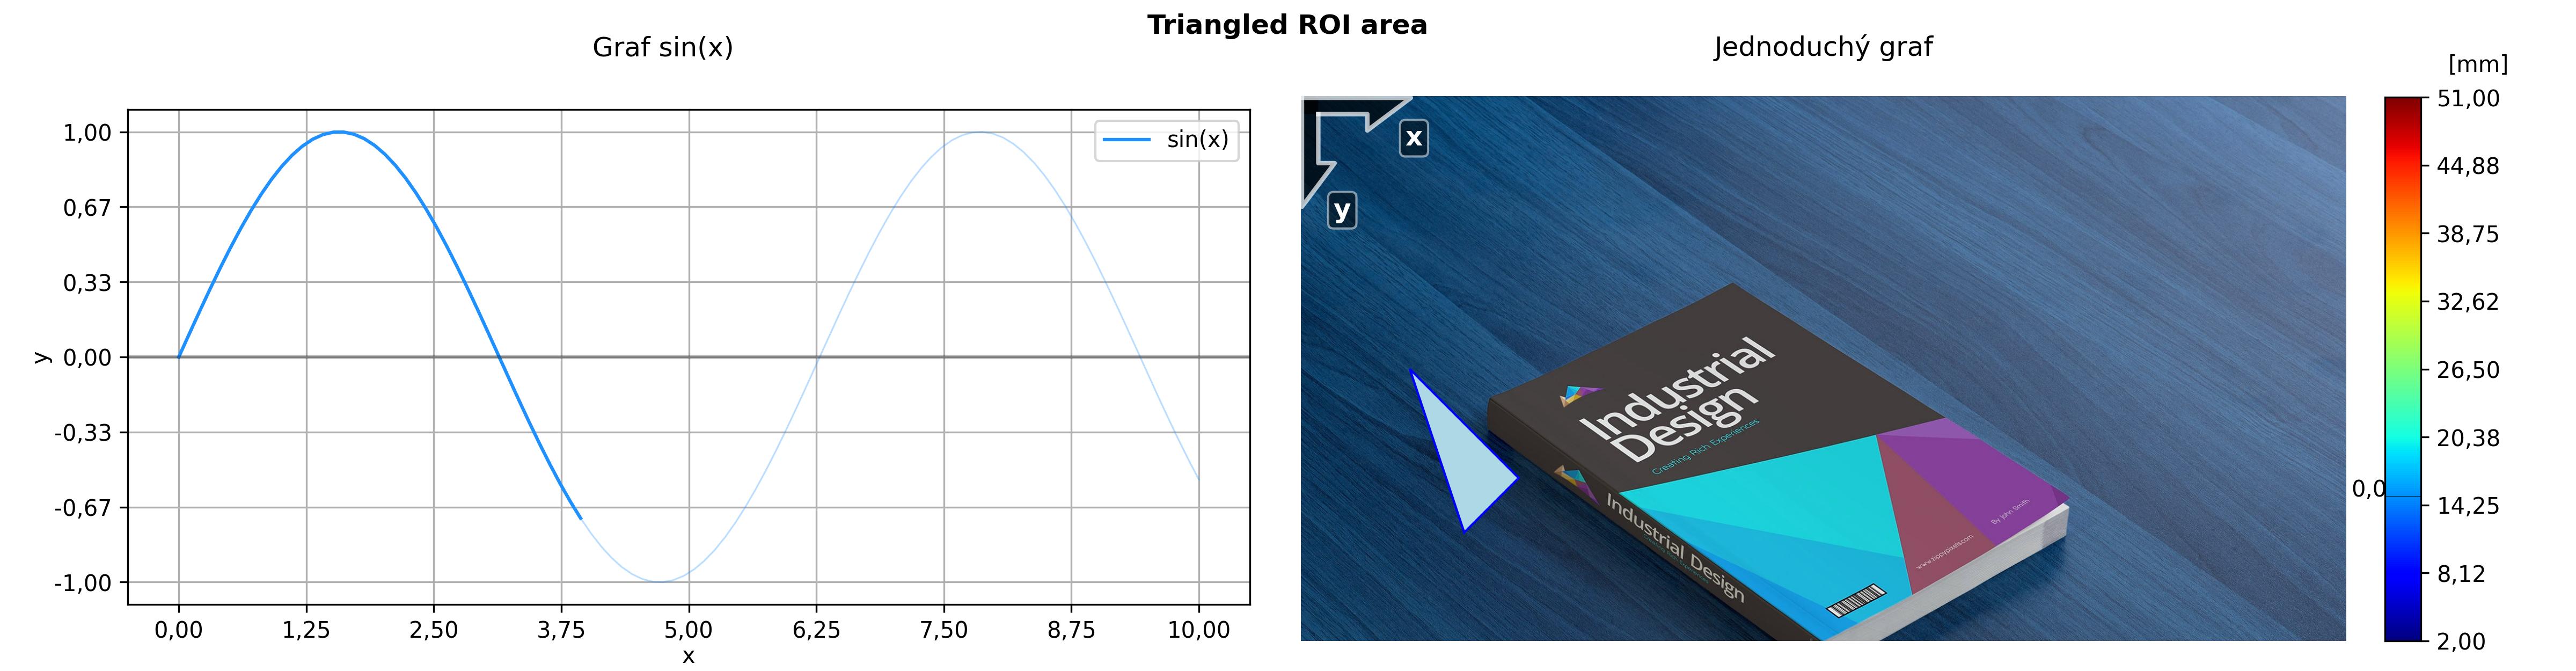 Triangled ROI area
Graf sin(x)
sin(x)
1,00
0,67
0,33
0,00
-0,33
-0,67
-1,00
y
0,00 1,25 2,50 3,75 5,00 6,25 7,50 8,75 10,00
x
Jednoduchý graf
x
y
Industrial
Design
Creating Rich Experiences
Industrial Design
By John Smith
www.zippypixels.com
[mm]
51,00
44,88
38,75
32,62
26,50
20,38
14,25
8,12
2,00
0,0